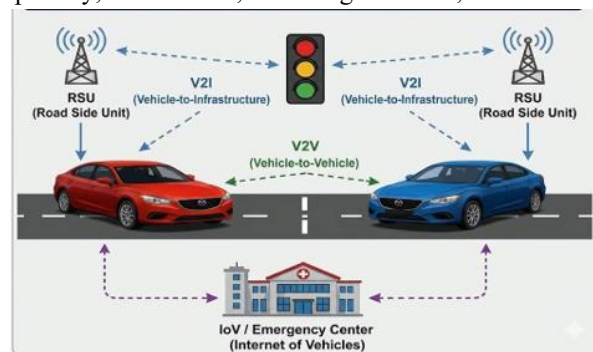 V2I
(Vehicle-to-Infrastructure)
V2I
(Vehicle-to-Infrastructure)
RSU
(Road Side Unit)
RSU
(Road Side Unit)
V2V
(Vehicle-to-Vehicle)
IoV / Emergency Center
(Internet of Vehicles)